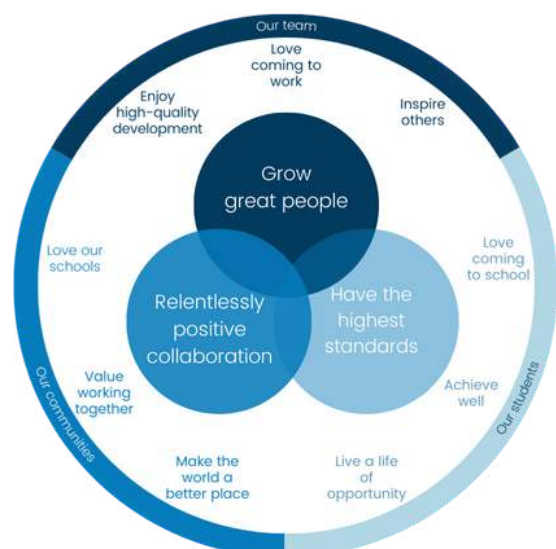 Our team
Love
coming to
work
Enjoy
high-quality
development
Inspire
others
Grow
great people
Love our
schools
Love
coming
to school
Relentlessly
positive
collaboration
Have the
highest
standards
Value
working
together
Achieve
well
Make the
world a
better place
Live a life
of
opportunity
Our communities
Our students